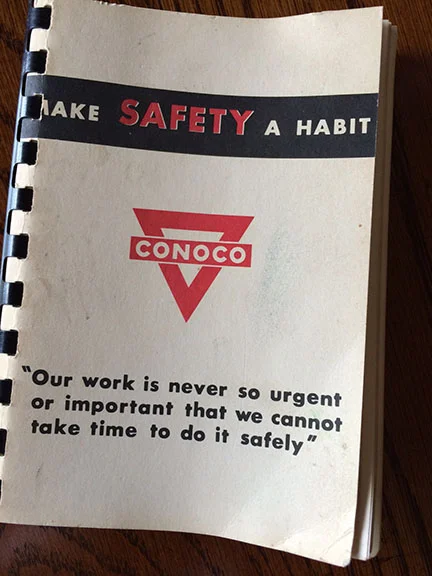 MAKE SAFETY A HABIT
CONOCO
"Our work is never so urgent
or important that we cannot
take time to do it safely"